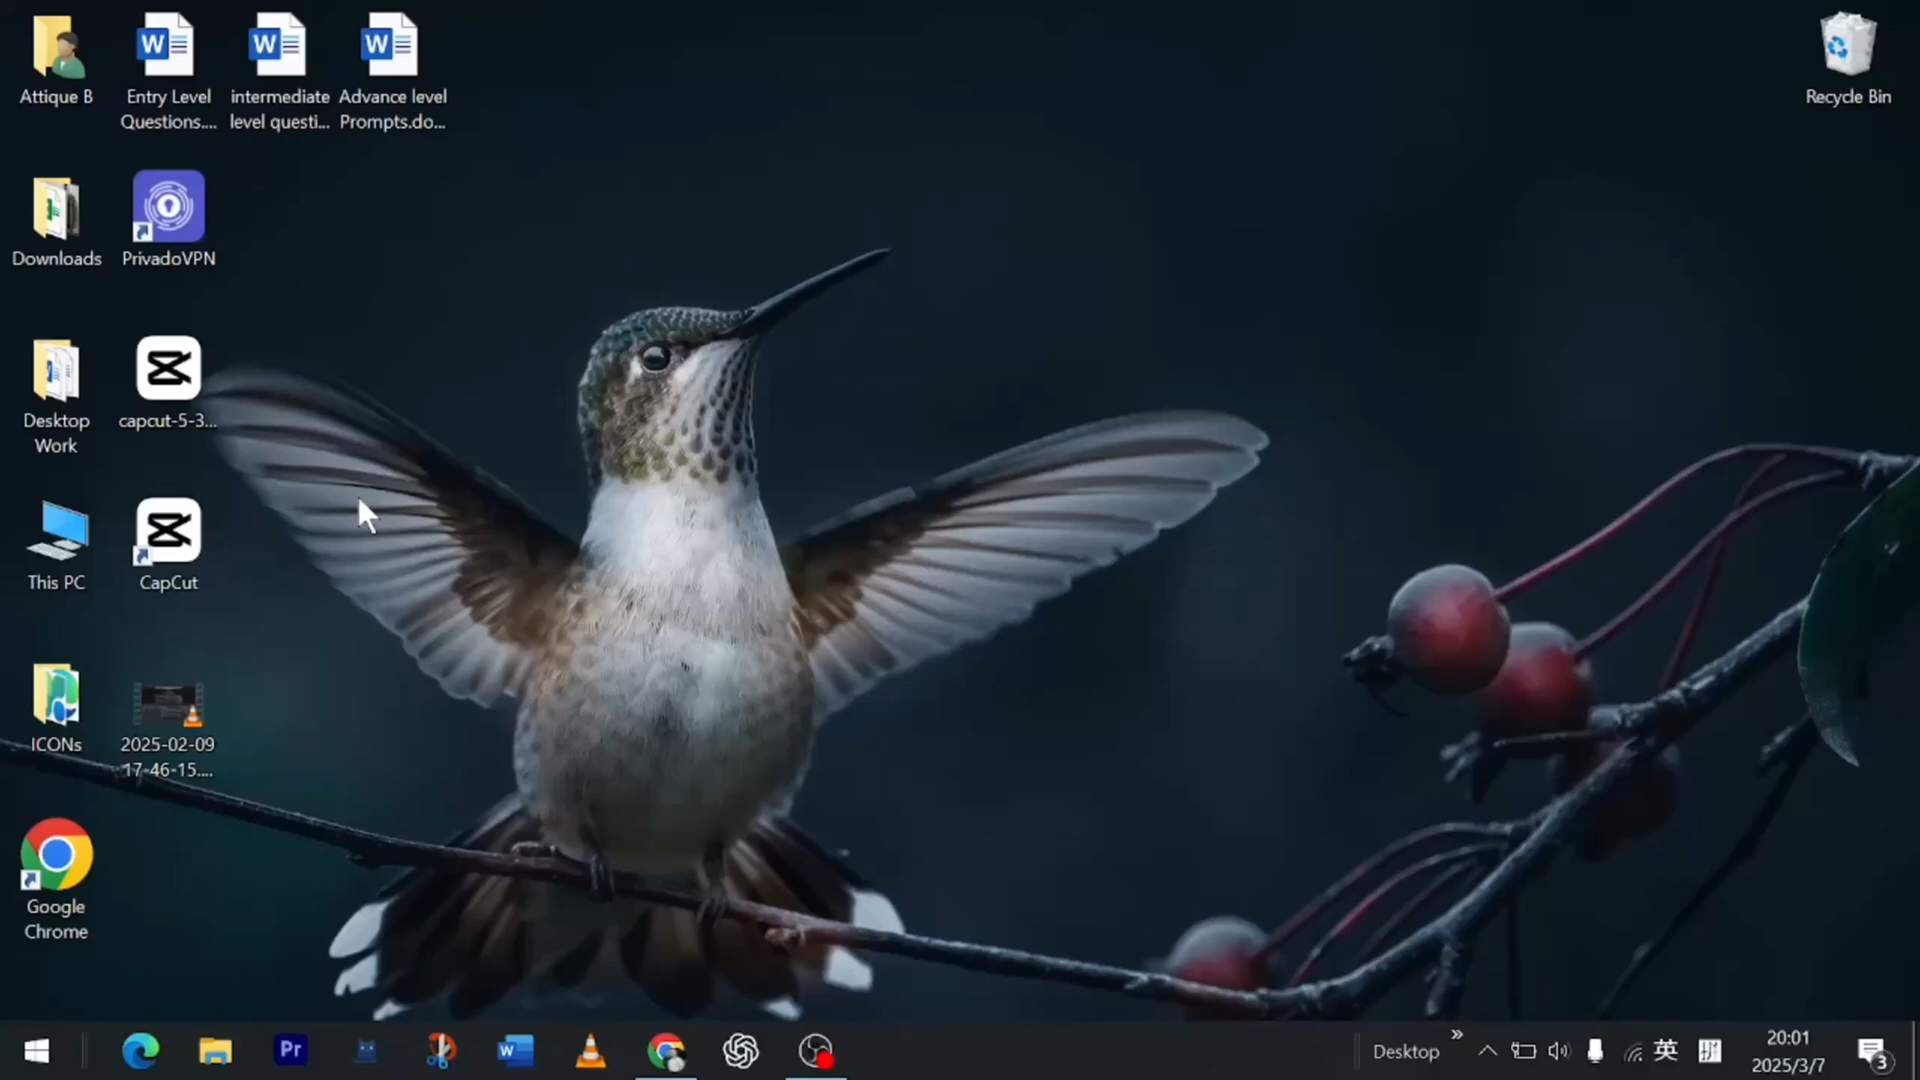 Attique B
Entry Level
Questions....
intermediate
level questi...
Advance level
Prompts.do...
Recycle Bin
Downloads
PrivadoVPN
Desktop
Work
capcut-5-3...
This PC
CapCut
ICONs
2025-02-09
17-46-15....
Google
Chrome
Pr
W
Desktop
英
拼
20:01
2025/3/7
3